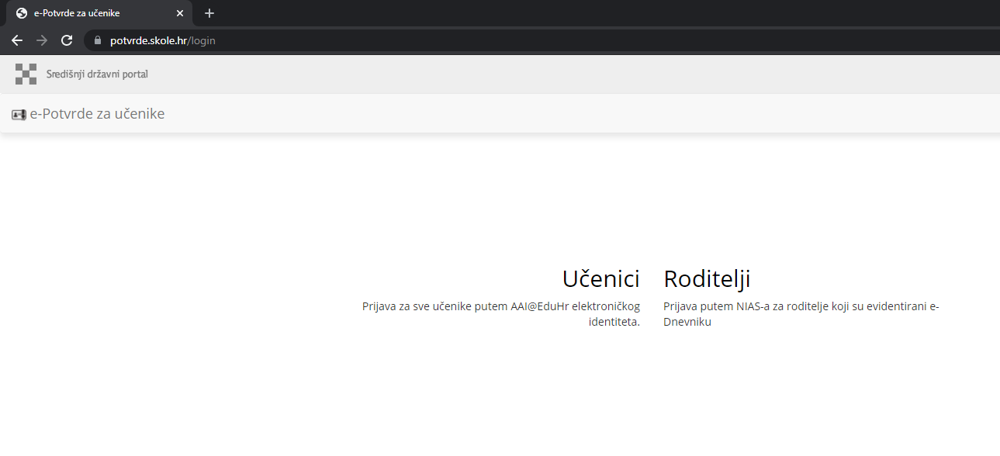 e-Potvrde za učenike
potvrde.skole.hr/login
Središnji državni portal
e-Potvrde za učenike
Učenici
Prijava za sve učenike putem AAI@EduHr elektroničkog
identiteta.
Roditelji
Prijava putem NIAS-a za roditelje koji su evidentirani e-
Dnevniku